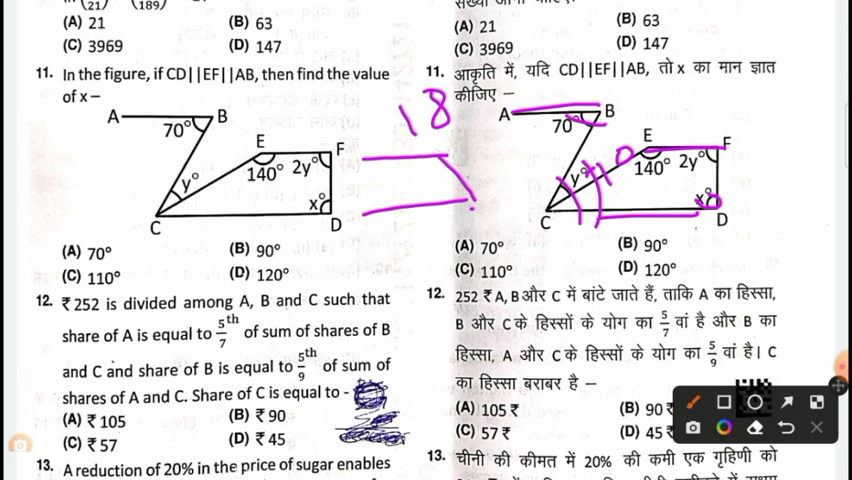 (A) 21
(B) 63
(C) 3969
(D) 147
11. In the figure, if CD||EF||AB, then find the value
of x –
A
B
70°
E
F
140°
2y°
y°
x°
C
D
(A) 70°
(B) 90°
(C) 110°
(D) 120°
12. ₹ 252 is divided among A, B and C such that
share of A is equal to 5/7 th of sum of shares of B
and C and share of B is equal to 5/9 th of sum of
shares of A and C. Share of C is equal to -
(A) ₹ 105
(B) ₹ 90
(C) ₹ 57
(D) ₹ 45
13. A reduction of 20% in the price of sugar enables
18
(A) 21
(B) 63
(C) 3969
(D) 147
11. आकृति में, यदि CD||EF||AB, तो x का मान ज्ञात
कीजिए –
A
B
70
E
F
140°
2y°
y°
x°
C
D
(A) 70°
(B) 90°
(C) 110°
(D) 120°
12. 252 ₹ A, B और C में बांटे जाते हैं, ताकि A का हिस्सा,
B और C के हिस्सों के योग का 5/7 वां है और B का
हिस्सा, A और C के हिस्सों के योग का 5/9 वां है। C
का हिस्सा बराबर है –
(A) 105 ₹
(B) 90 ₹
(C) 57 ₹
(D) 45 ₹
13. चीनी की कीमत में 20% की कमी एक गृहिणी को